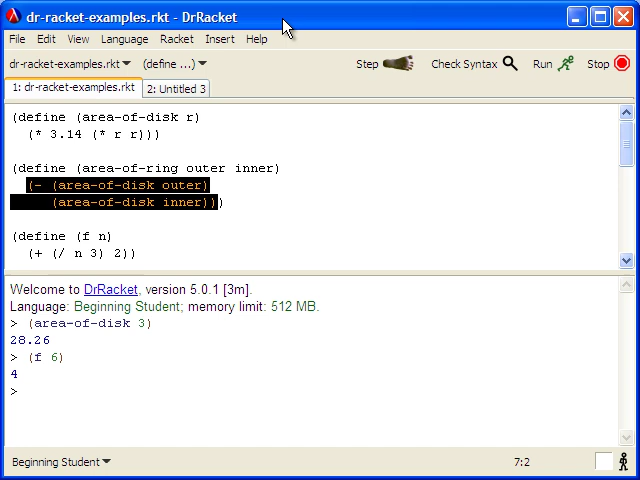 dr-racket-examples.rkt - DrRacket
File Edit View Language Racket Insert Help
dr-racket-examples.rkt (define ...) Step Check Syntax Run Stop
1: dr-racket-examples.rkt 2: Untitled 3
(define (area-of-disk r)
(* 3.14 (* r r)))
(define (area-of-ring outer inner)
(- (area-of-disk outer)
(area-of-disk inner)))
(define (f n)
(+ (/ n 3) 2))
Welcome to DrRacket, version 5.0.1 [3m].
Language: Beginning Student; memory limit: 512 MB.
> (area-of-disk 3)
28.26
> (f 6)
4
>
Beginning Student 7:2